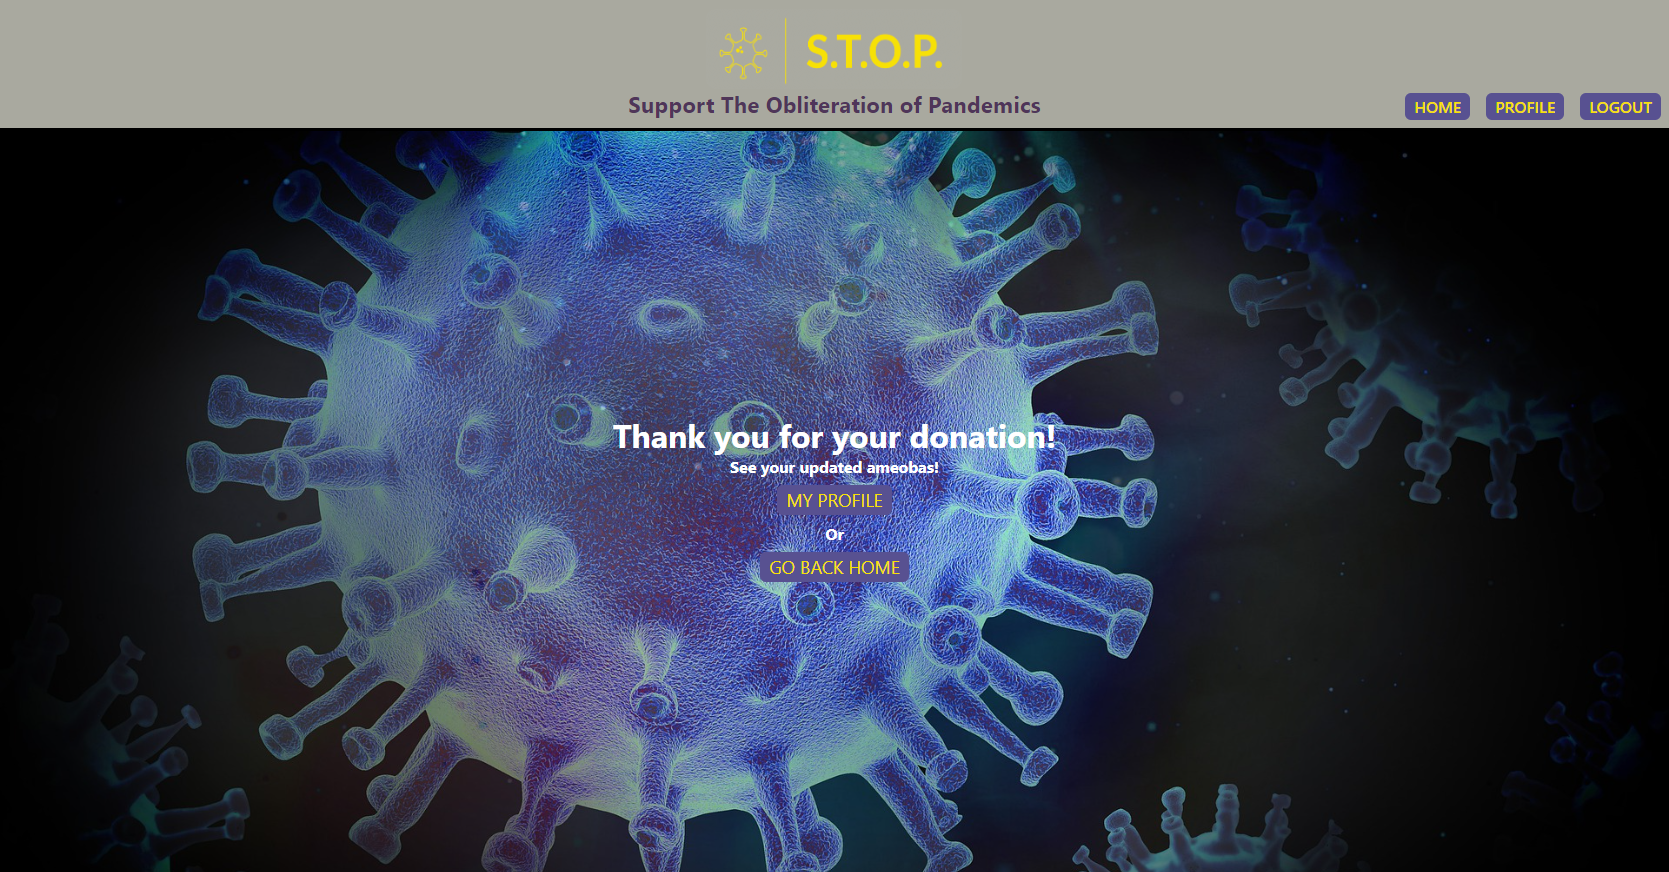 S.T.O.P.
Support The Obliteration of Pandemics
HOME PROFILE LOGOUT
Thank you for your donation!
See your updated ameobas!
MY PROFILE
Or
GO BACK HOME